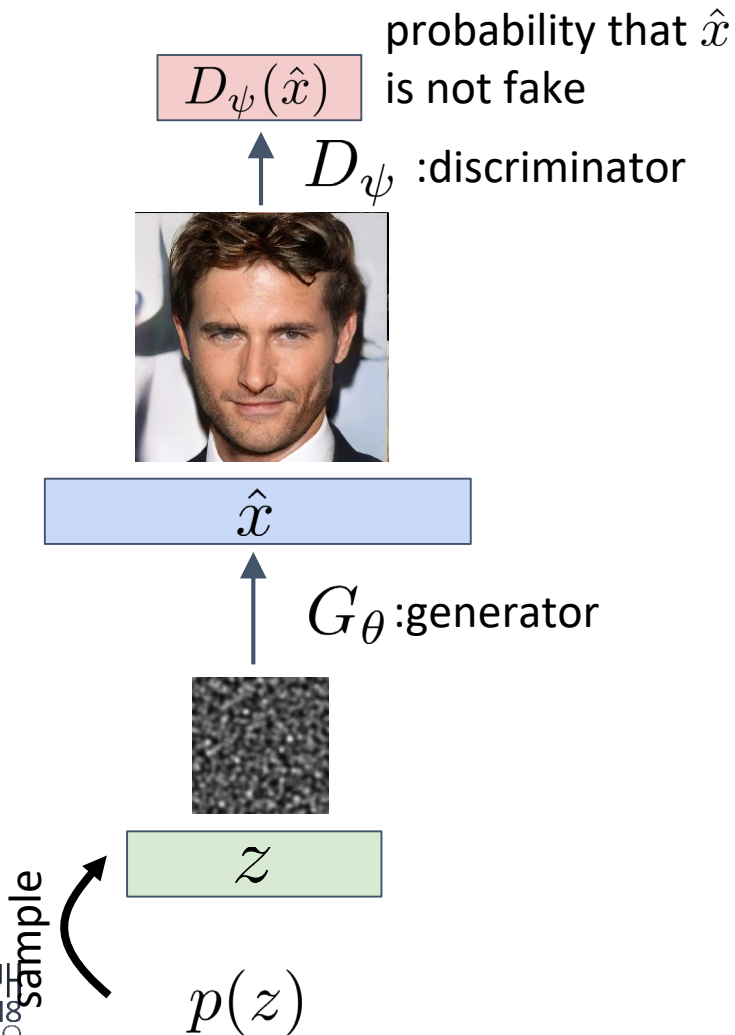 probability that x̂
is not fake
D_ψ(x̂)
D_ψ :discriminator
x̂
G_θ :generator
z
sample
p(z)